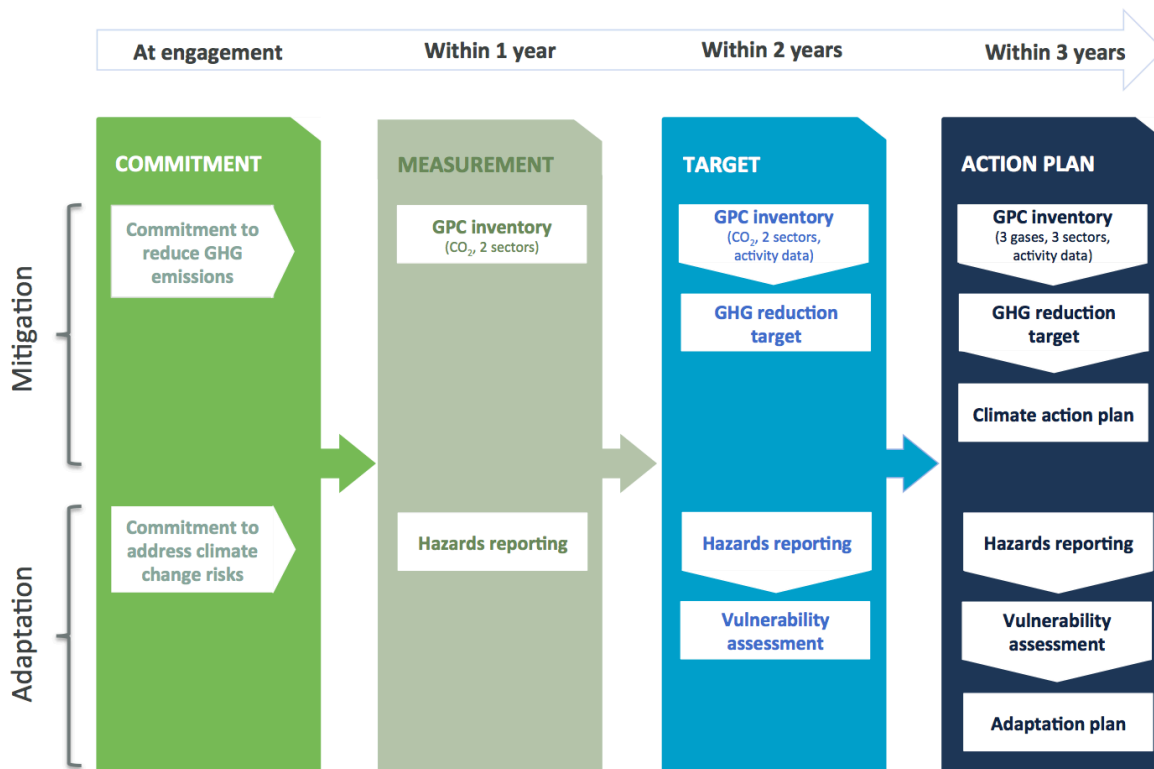 At engagement
Within 1 year
Within 2 years
Within 3 years
COMMITMENT
MEASUREMENT
TARGET
ACTION PLAN
Mitigation
Commitment to
reduce GHG
emissions
GPC inventory
(CO₂, 2 sectors)
GPC inventory
(CO₂, 2 sectors,
activity data)
GHG reduction
target
GPC inventory
(3 gases, 3 sectors,
activity data)
GHG reduction
target
Climate action plan
Adaptation
Commitment to
address climate
change risks
Hazards reporting
Hazards reporting
Vulnerability
assessment
Hazards reporting
Vulnerability
assessment
Adaptation plan